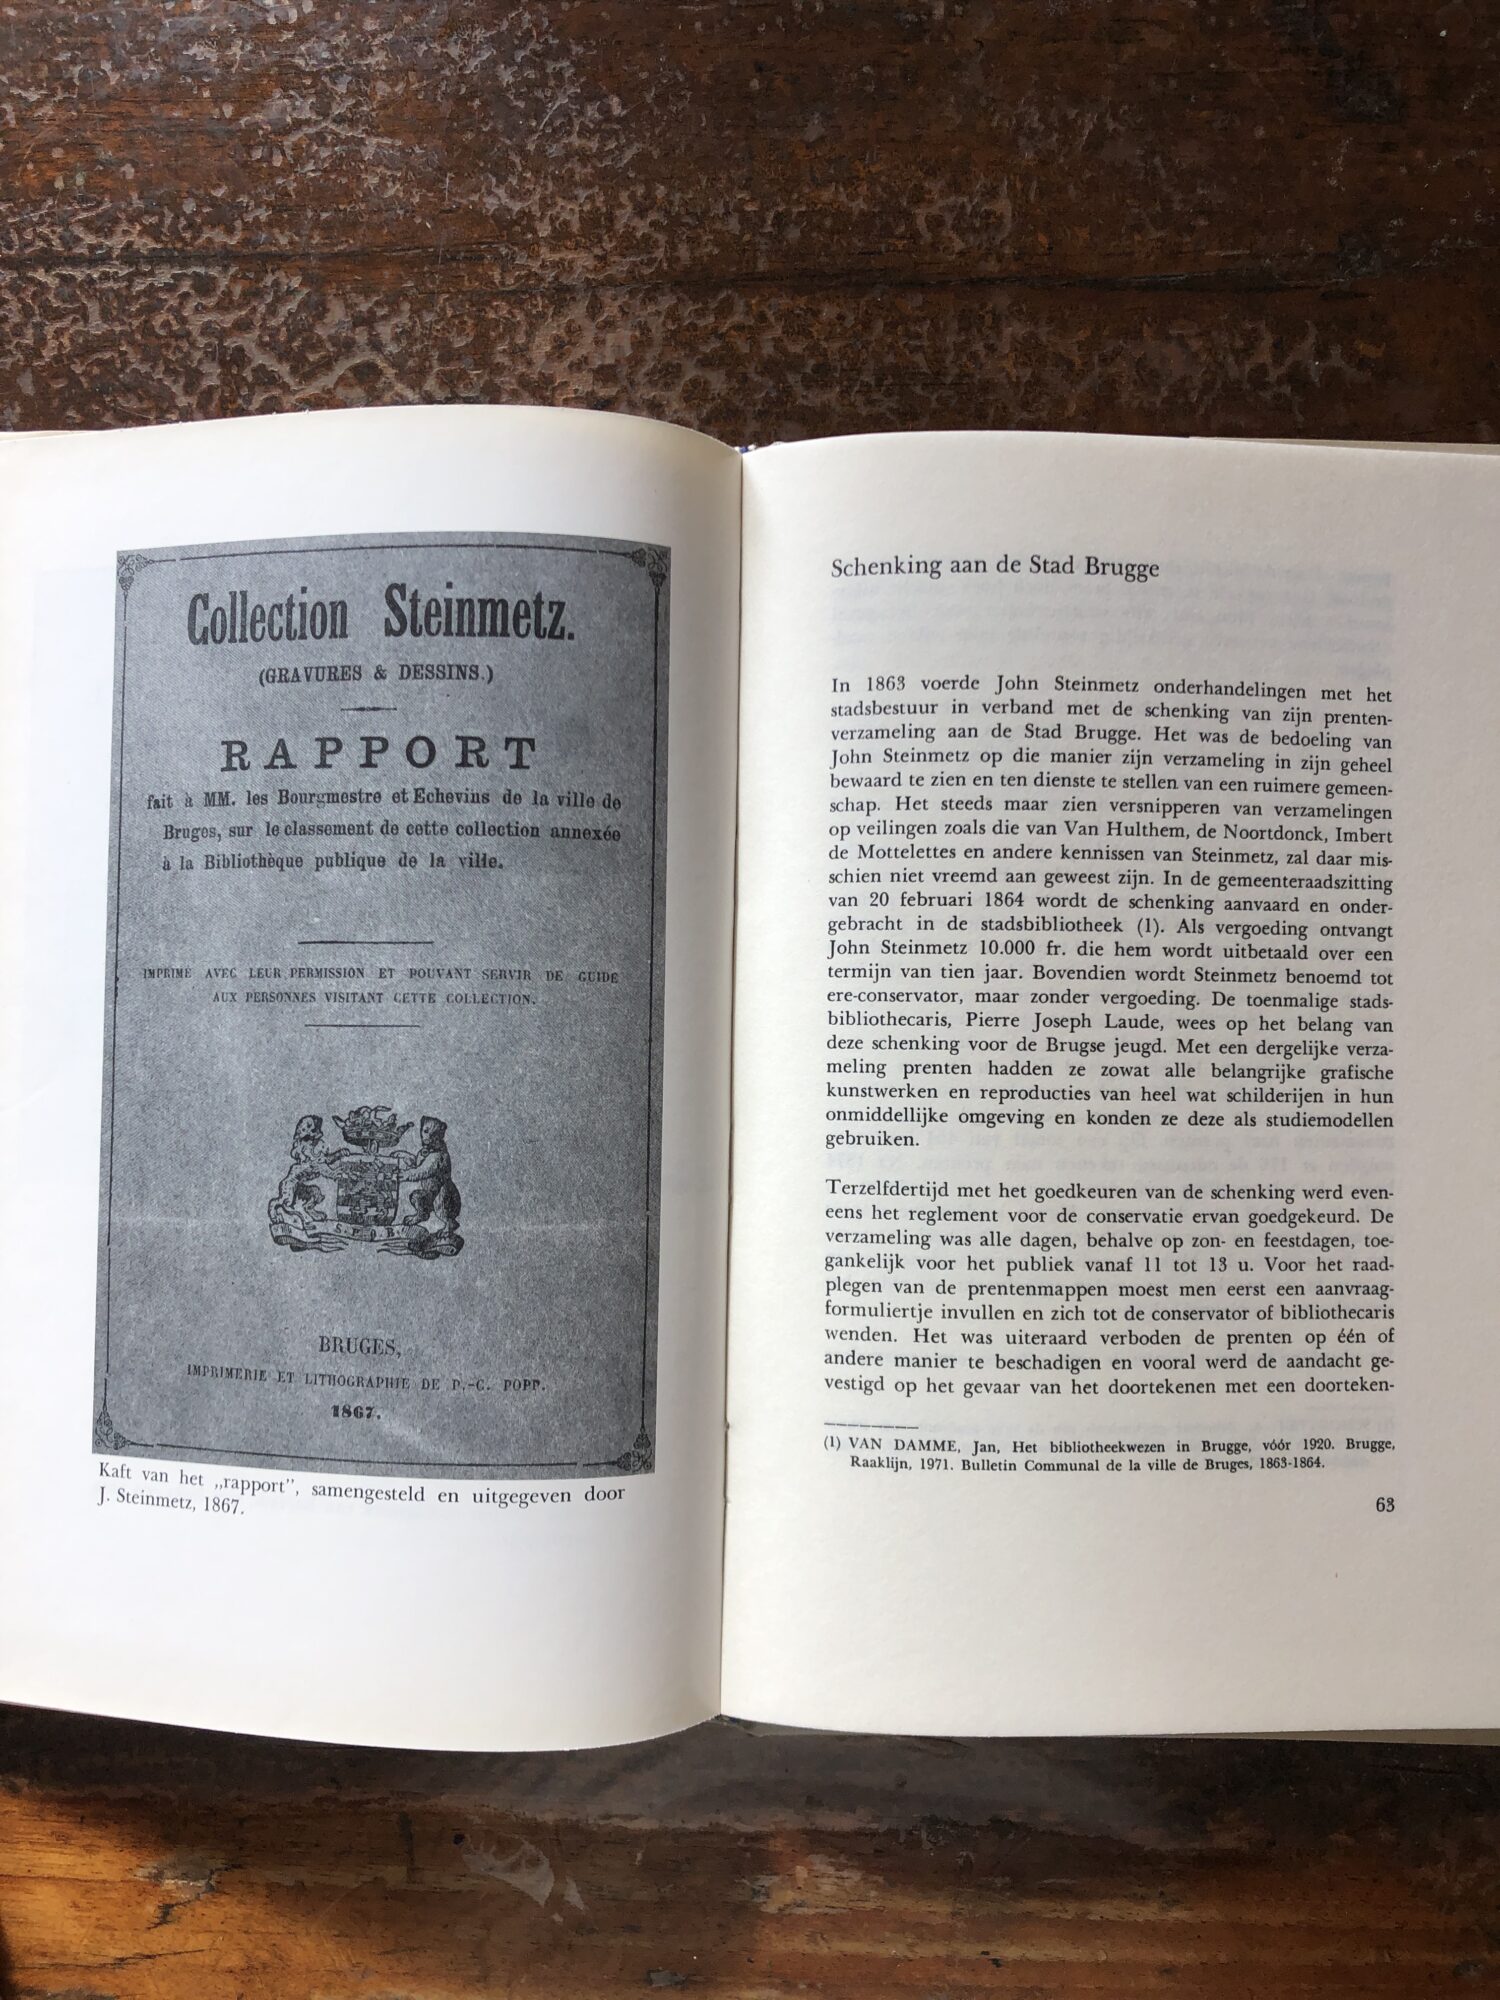 Collection Steinmetz.
(GRAVURES & DESSINS.)
RAPPORT
fait à MM. les Bourgmestre et Echevins de la ville de
Bruges, sur le classement de cette collection annexée
à la Bibliothèque publique de la ville.
IMPRIMÉ AVEC LEUR PERMISSION ET POUVANT SERVIR DE GUIDE
AUX PERSONNES VISITANT CETTE COLLECTION.
S.P.Q.B.
BRUGES,
IMPRIMERIE ET LITHOGRAPHIE DE P.-C. POPP.
1867.
Kaft van het „rapport", samengesteld en uitgegeven door
J. Steinmetz, 1867.
Schenking aan de Stad Brugge
In 1863 voerde John Steinmetz onderhandelingen met het
stadsbestuur in verband met de schenking van zijn prenten-
verzameling aan de Stad Brugge. Het was de bedoeling van
John Steinmetz op die manier zijn verzameling in zijn geheel
bewaard te zien en ten dienste te stellen van een ruimere gemeen-
schap. Het steeds maar zien versnipperen van verzamelingen
op veilingen zoals die van Van Hulthem, de Noortdonck, Imbert
de Mottelettes en andere kennissen van Steinmetz, zal daar mis-
schien niet vreemd aan geweest zijn. In de gemeenteraadszitting
van 20 februari 1864 wordt de schenking aanvaard en onder-
gebracht in de stadsbibliotheek (1). Als vergoeding ontvangt
John Steinmetz 10.000 fr. die hem wordt uitbetaald over een
termijn van tien jaar. Bovendien wordt Steinmetz benoemd tot
ere-conservator, maar zonder vergoeding. De toenmalige stads-
bibliothecaris, Pierre Joseph Laude, wees op het belang van
deze schenking voor de Brugse jeugd. Met een dergelijke verza-
meling prenten hadden ze zowat alle belangrijke grafische
kunstwerken en reproducties van heel wat schilderijen in hun
onmiddellijke omgeving en konden ze deze als studiemodellen
gebruiken.
Terzelfdertijd met het goedkeuren van de schenking werd even-
eens het reglement voor de conservatie ervan goedgekeurd. De
verzameling was alle dagen, behalve op zon- en feestdagen, toe-
gankelijk voor het publiek vanaf 11 tot 13 u. Voor het raad-
plegen van de prentenmappen moest men eerst een aanvraag-
formuliertje invullen en zich tot de conservator of bibliothecaris
wenden. Het was uiteraard verboden de prenten op één of
andere manier te beschadigen en vooral werd de aandacht ge-
vestigd op het gevaar van het doortekenen met een doorteken-
(1) VAN DAMME, Jan, Het bibliotheekwezen in Brugge, vóór 1920. Brugge,
Raaklijn, 1971. Bulletin Communal de la ville de Bruges, 1863-1864.
63